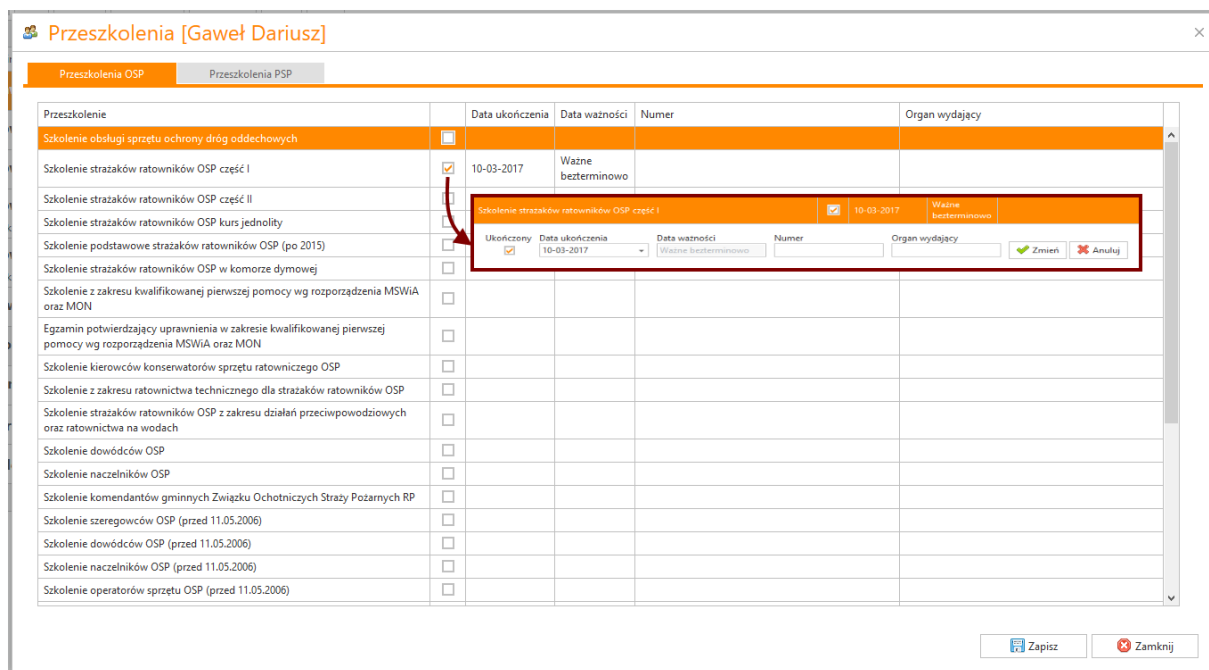 Przeszkolenia [Gaweł Dariusz]
Przeszkolenia OSP Przeszkolenia PSP
Przeszkolenie Data ukończenia Data ważności Numer Organ wydający
Szkolenie obsługi sprzętu ochrony dróg oddechowych
Szkolenie strażaków ratowników OSP część I 10-03-2017 Ważne
bezterminowo
Szkolenie strażaków ratowników OSP część II
Szkolenie strażaków ratowników OSP część I 10-03-2017 Ważne
bezterminowo
Szkolenie strażaków ratowników OSP kurs jednolity
Ukończony Data ukończenia Data ważności Numer Organ wydający
10-03-2017 Ważne bezterminowo Zmień Anuluj
Szkolenie podstawowe strażaków ratowników OSP (po 2015)
Szkolenie strażaków ratowników OSP w komorze dymowej
Szkolenie z zakresu kwalifikowanej pierwszej pomocy wg rozporządzenia MSWiA
oraz MON
Egzamin potwierdzający uprawnienia w zakresie kwalifikowanej pierwszej
pomocy wg rozporządzenia MSWiA oraz MON
Szkolenie kierowców konserwatorów sprzętu ratowniczego OSP
Szkolenie z zakresu ratownictwa technicznego dla strażaków ratowników OSP
Szkolenie strażaków ratowników OSP z zakresu działań przeciwpowodziowych
oraz ratownictwa na wodach
Szkolenie dowódców OSP
Szkolenie naczelników OSP
Szkolenie komendantów gminnych Związku Ochotniczych Straży Pożarnych RP
Szkolenie szeregowców OSP (przed 11.05.2006)
Szkolenie dowódców OSP (przed 11.05.2006)
Szkolenie naczelników OSP (przed 11.05.2006)
Szkolenie operatorów sprzętu OSP (przed 11.05.2006)
Zapisz Zamknij